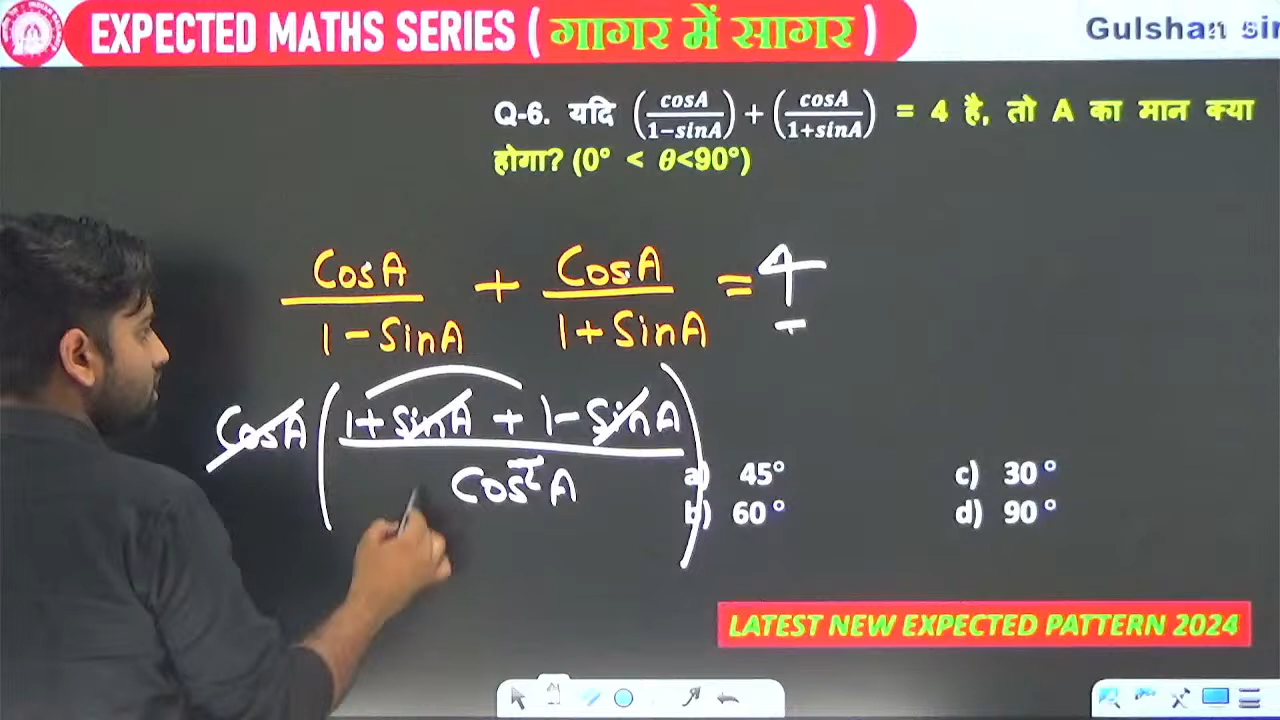 EXPECTED MATHS SERIES ( गागर में सागर )
Gulshan sin
Q-6. यदि (cosA/1−sinA) + (cosA/1+sinA) = 4 है, तो A का मान क्या
होगा? (0° < θ<90°)
CosA/1-SinA + CosA/1+SinA = 4
CosA (1+sinA + 1-sinA/Cos²A)
a) 45° c) 30°
b) 60° d) 90°
LATEST NEW EXPECTED PATTERN 2024